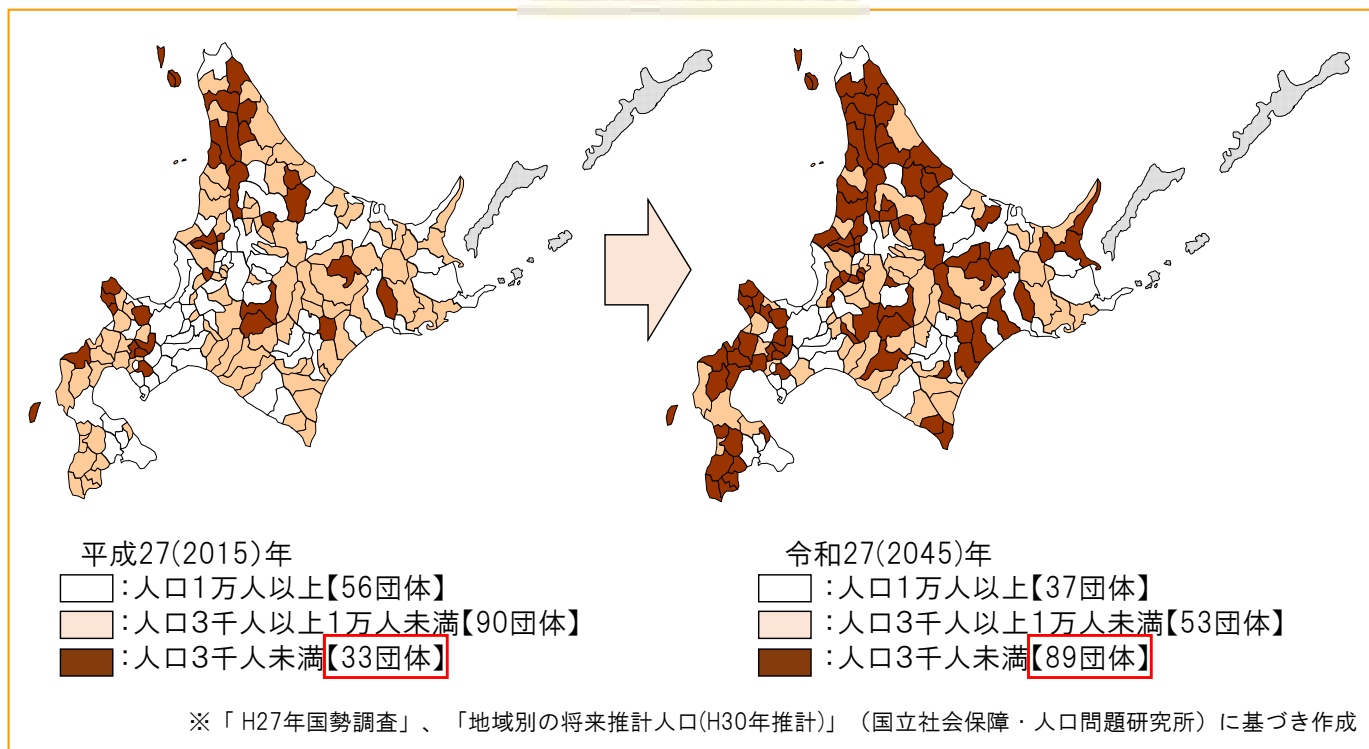 平成27(2015)年
：人口1万人以上【56団体】
：人口3千人以上1万人未満【90団体】
：人口3千人未満【33団体】
令和27(2045)年
：人口1万人以上【37団体】
：人口3千人以上1万人未満【53団体】
：人口3千人未満【89団体】
※「 H27年国勢調査」、「地域別の将来推計人口(H30年推計)」（国立社会保障・人口問題研究所）に基づき作成